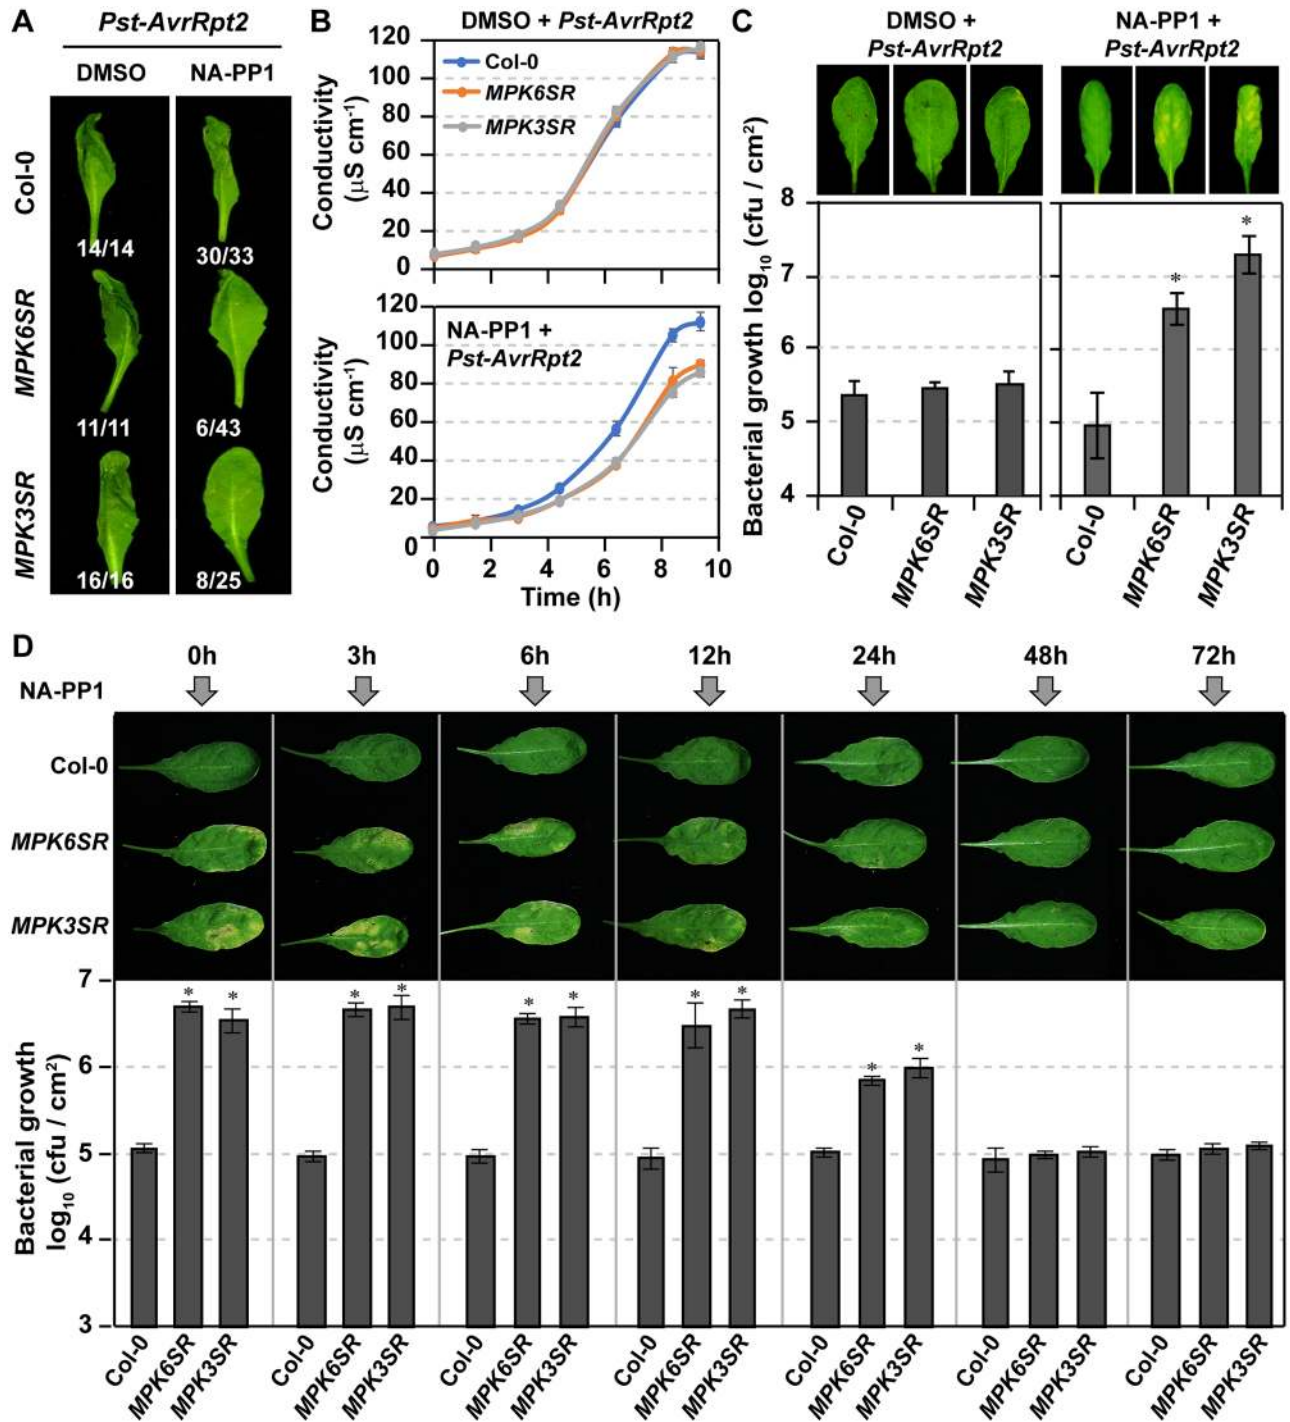 A
Pst-AvrRpt2
DMSO NA-PP1
Col-0
14/14 30/33
MPK6SR
11/11 6/43
MPK3SR
16/16 8/25
B
DMSO + Pst-AvrRpt2
Conductivity
(µS cm-1)
120
100
80
60
40
20
0
Col-0
MPK6SR
MPK3SR
Conductivity
(µS cm-1)
120
100
80
60
40
20
0
NA-PP1 +
Pst-AvrRpt2
0 2 4 6 8 10
Time (h)
C
DMSO +
Pst-AvrRpt2
NA-PP1 +
Pst-AvrRpt2
Bacterial growth log10 (cfu / cm2)
8
7
6
5
4
* *
Col-0 MPK6SR MPK3SR Col-0 MPK6SR MPK3SR
D
0h 3h 6h 12h 24h 48h 72h
NA-PP1
Col-0
MPK6SR
MPK3SR
Bacterial growth
log10 (cfu / cm2)
7
6
5
4
3
* * * * * * * * * *
Col-0 MPK6SR MPK3SR Col-0 MPK6SR MPK3SR Col-0 MPK6SR MPK3SR Col-0 MPK6SR MPK3SR Col-0 MPK6SR MPK3SR Col-0 MPK6SR MPK3SR Col-0 MPK6SR MPK3SR